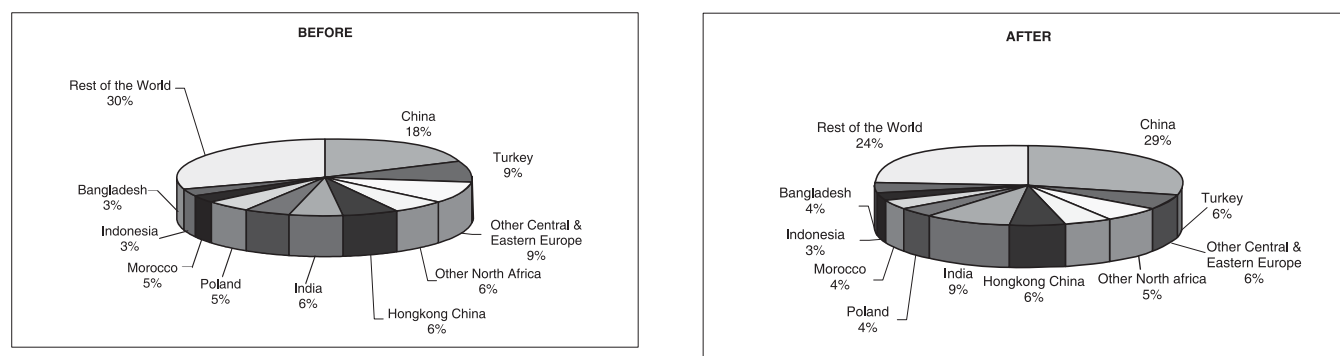 BEFORE
Rest of the World
30%
China
18%
Turkey
9%
Other Central &
Eastern Europe
9%
Other North Africa
6%
Hongkong China
6%
India
6%
Poland
5%
Morocco
5%
Indonesia
3%
Bangladesh
3%
AFTER
Rest of the World
24%
China
29%
Turkey
6%
Other Central &
Eastern Europe
6%
Other North africa
5%
Hongkong China
6%
India
9%
Poland
4%
Morocco
4%
Indonesia
3%
Bangladesh
4%